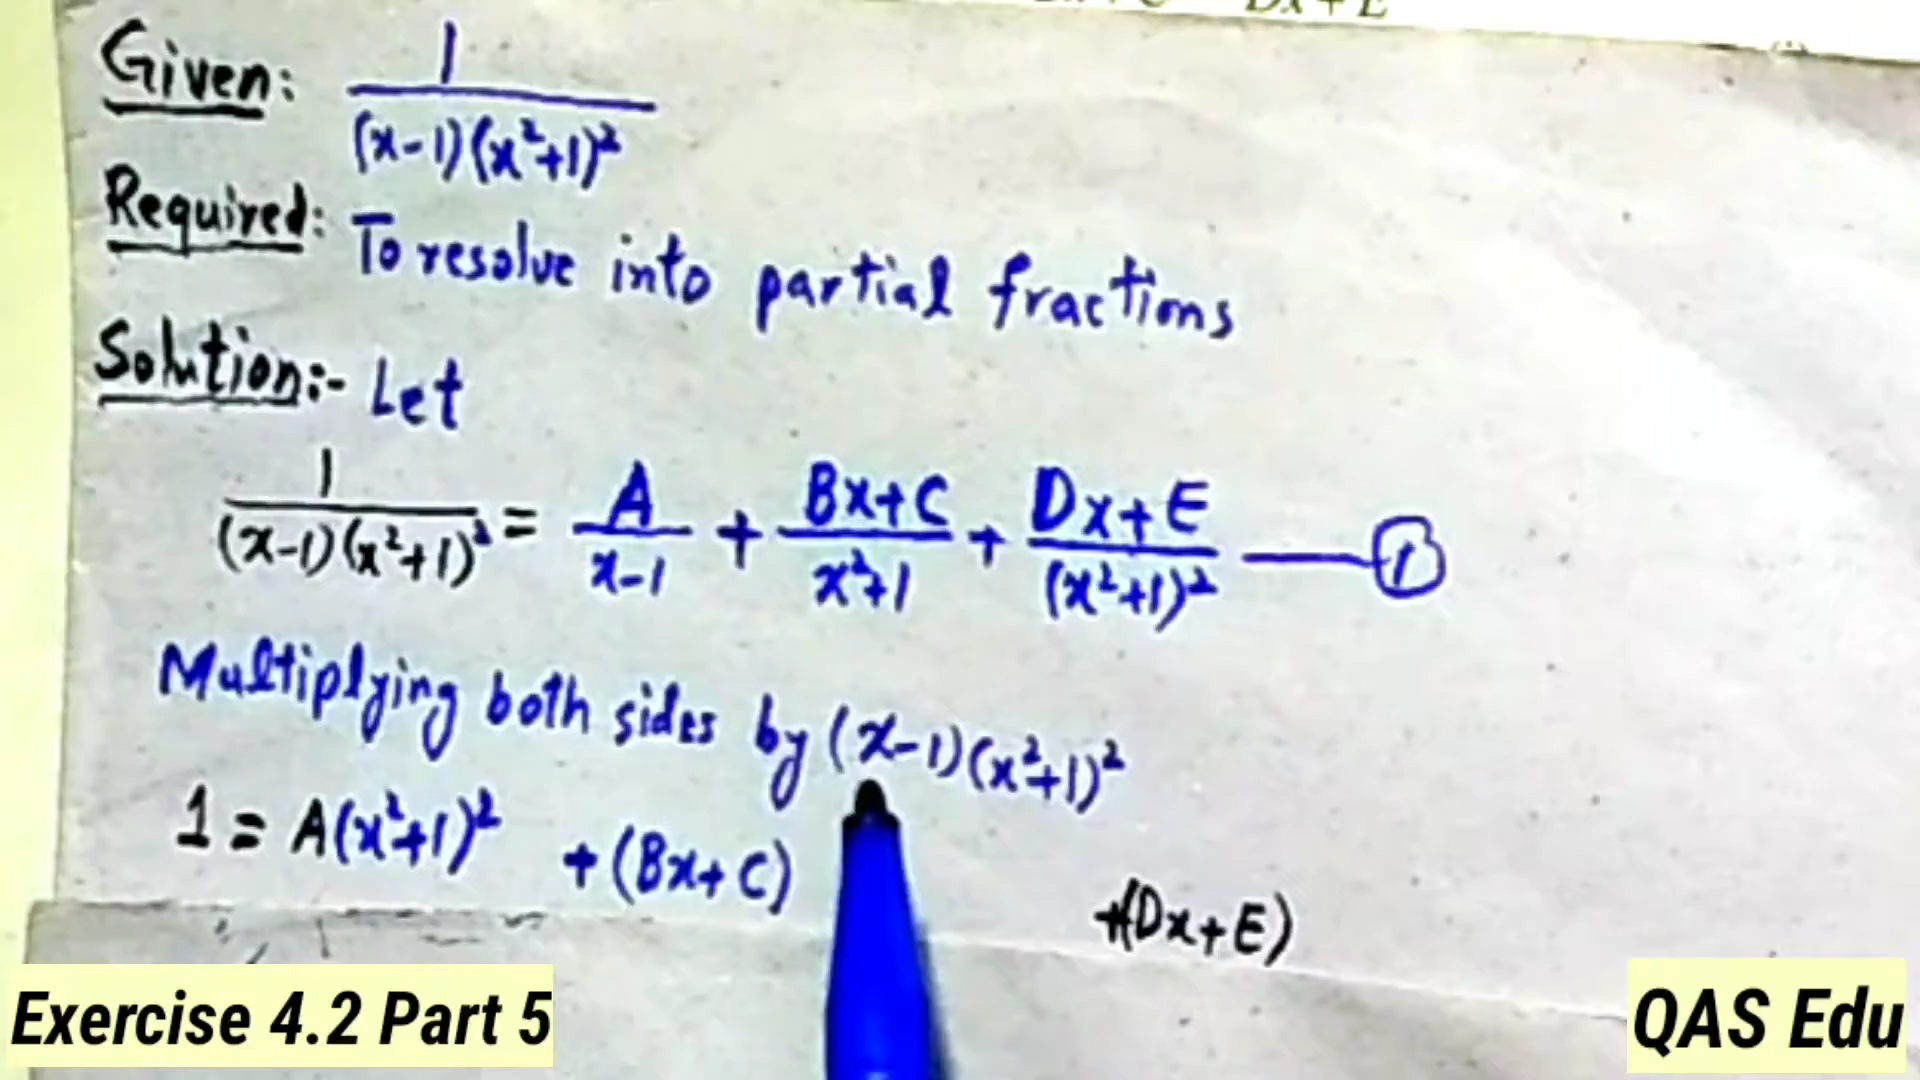 Dx + E
Given: 1/(x-1)(x²+1)²
Required: To resolve into partial fractions
Solution:- Let
1/(x-1)(x²+1)² = A/x-1 + Bx+C/x²+1 + Dx+E/(x²+1)² — ①
Multiplying both sides by (x-1)(x²+1)²
1 = A(x²+1)² + (Bx+C) +(Dx+E)
Exercise 4.2 Part 5
QAS Edu